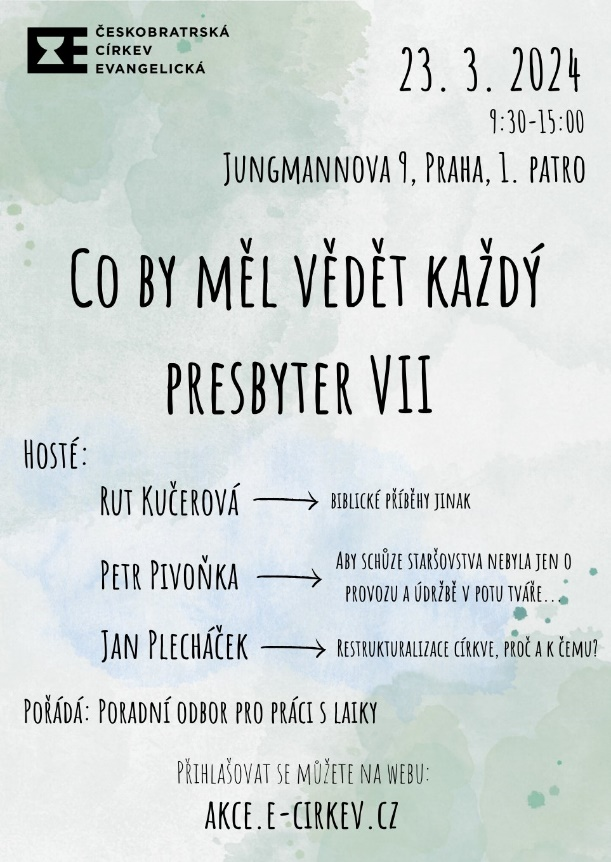 ČESKOBRATRSKÁ
CÍRKEV
EVANGELICKÁ
23. 3. 2024
9:30-15:00
Jungmannova 9, Praha, 1. patro
Co by měl vědět každý
presbyter VII
Hosté:
Rut Kučerová → biblické příběhy jinak
Petr Pivoňka → Aby schůze staršovstva nebyla jen o
provozu a údržbě v potu tváře...
Jan Plecháček → Restrukturalizace církve, proč a k čemu?
Pořádá: Poradní odbor pro práci s laiky
Přihlašovat se můžete na webu:
akce.e-cirkev.cz